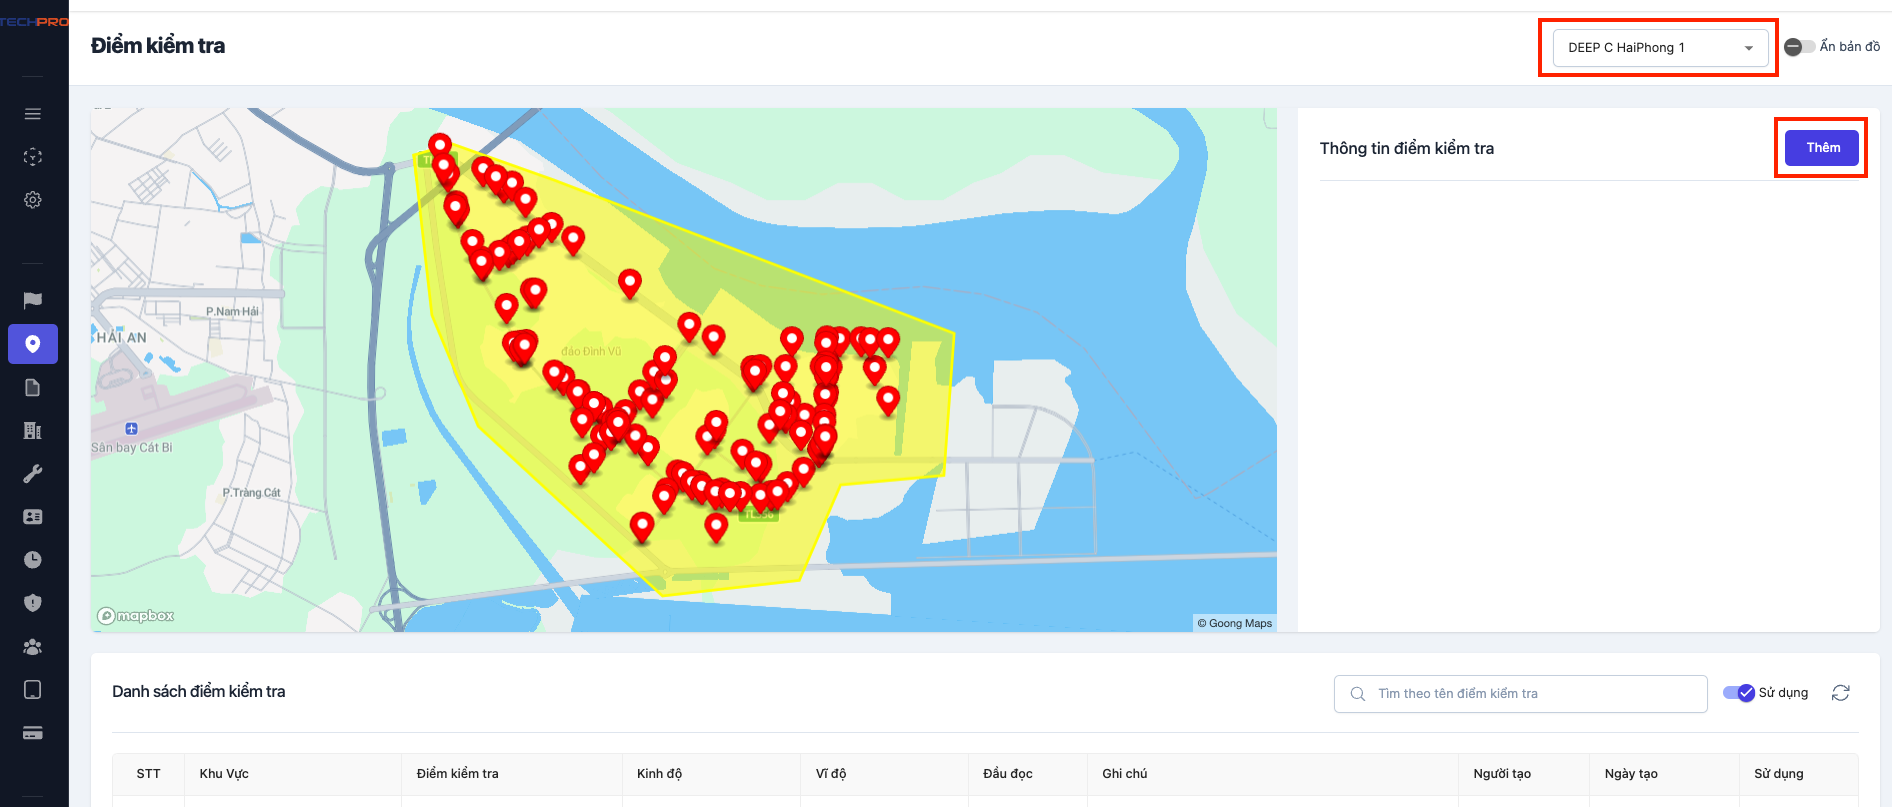 TECHPRO
Điểm kiểm tra
DEEP C HaiPhong 1
Ẩn bản đồ
Thông tin điểm kiểm tra
Thêm
P.Nam Hải
HẢI AN
đảo Đình Vũ
Sân bay Cát Bi
P.Tràng Cát
mapbox
© Goong Maps
Danh sách điểm kiểm tra
Tìm theo tên điểm kiểm tra
Sử dụng
STT Khu Vực Điểm kiểm tra Kinh độ Vĩ độ Đầu đọc Ghi chú Người tạo Ngày tạo Sử dụng